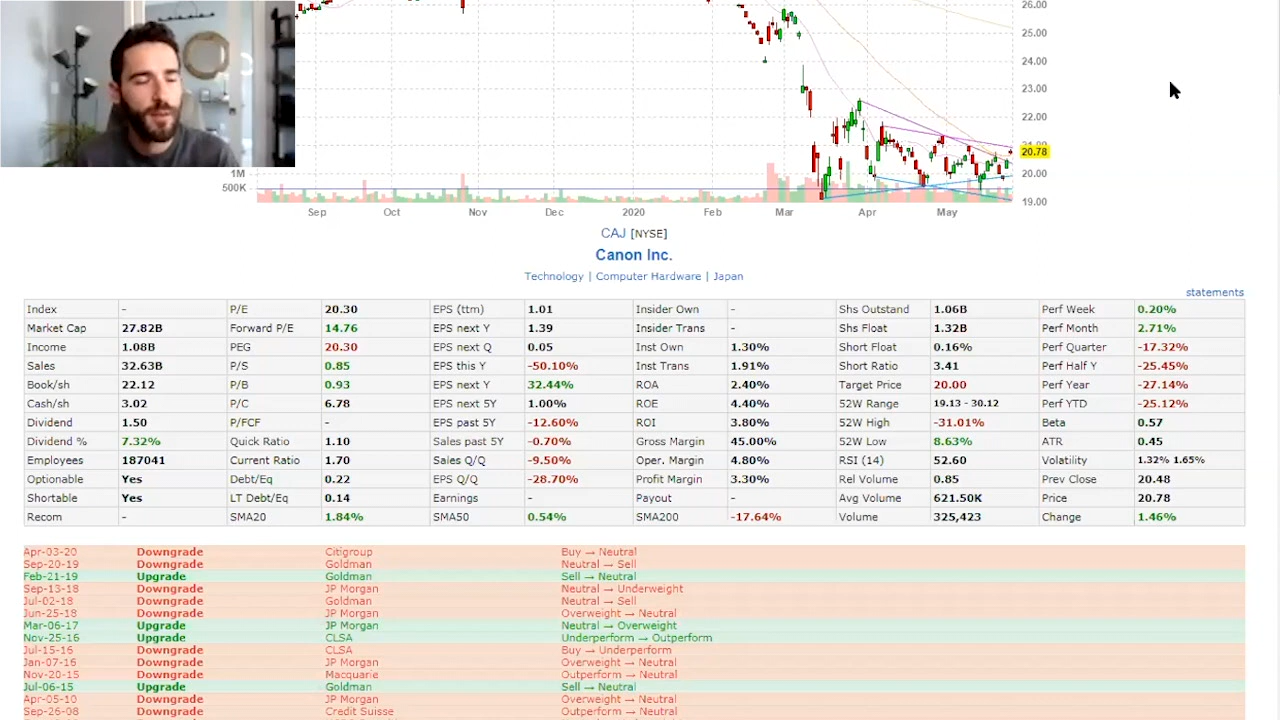 26.00
25.00
24.00
23.00
22.00
21.00
20.78
20.00
19.00
1M
500K
Sep Oct Nov Dec 2020 Feb Mar Apr May
CAJ [NYSE]
Canon Inc.
Technology | Computer Hardware | Japan
statements
Index - P/E 20.30 EPS (ttm) 1.01 Insider Own - Shs Outstand 1.06B Perf Week 0.20%
Market Cap 27.82B Forward P/E 14.76 EPS next Y 1.39 Insider Trans - Shs Float 1.32B Perf Month 2.71%
Income 1.08B PEG 20.30 EPS next Q 0.05 Inst Own 1.30% Short Float 0.16% Perf Quarter -17.32%
Sales 32.63B P/S 0.85 EPS this Y -50.10% Inst Trans 1.91% Short Ratio 3.41 Perf Half Y -25.45%
Book/sh 22.12 P/B 0.93 EPS next Y 32.44% ROA 2.40% Target Price 20.00 Perf Year -27.14%
Cash/sh 3.02 P/C 6.78 EPS next 5Y 1.00% ROE 4.40% 52W Range 19.13 - 30.12 Perf YTD -25.12%
Dividend 1.50 P/FCF - EPS past 5Y -12.60% ROI 3.80% 52W High -31.01% Beta 0.57
Dividend % 7.32% Quick Ratio 1.10 Sales past 5Y -0.70% Gross Margin 45.00% 52W Low 8.63% ATR 0.45
Employees 187041 Current Ratio 1.70 Sales Q/Q -9.50% Oper. Margin 4.80% RSI (14) 52.60 Volatility 1.32% 1.65%
Optionable Yes Debt/Eq 0.22 EPS Q/Q -28.70% Profit Margin 3.30% Rel Volume 0.85 Prev Close 20.48
Shortable Yes LT Debt/Eq 0.14 Earnings - Payout - Avg Volume 621.50K Price 20.78
Recom - SMA20 1.84% SMA50 0.54% SMA200 -17.64% Volume 325,423 Change 1.46%
Apr-03-20 Downgrade Citigroup Buy → Neutral
Sep-20-19 Downgrade Goldman Neutral → Sell
Feb-21-19 Upgrade Goldman Sell → Neutral
Sep-13-18 Downgrade JP Morgan Neutral → Underweight
Jul-02-18 Downgrade Goldman Neutral → Sell
Jun-25-18 Downgrade JP Morgan Overweight → Neutral
Mar-06-17 Upgrade JP Morgan Neutral → Overweight
Nov-25-16 Upgrade CLSA Underperform → Outperform
Jul-15-16 Downgrade CLSA Buy → Underperform
Jan-07-16 Downgrade JP Morgan Overweight → Neutral
Nov-20-15 Downgrade Macquarie Outperform → Neutral
Jul-06-15 Upgrade Goldman Sell → Neutral
Apr-05-10 Downgrade JP Morgan Overweight → Neutral
Sep-26-08 Downgrade Credit Suisse Outperform → Neutral